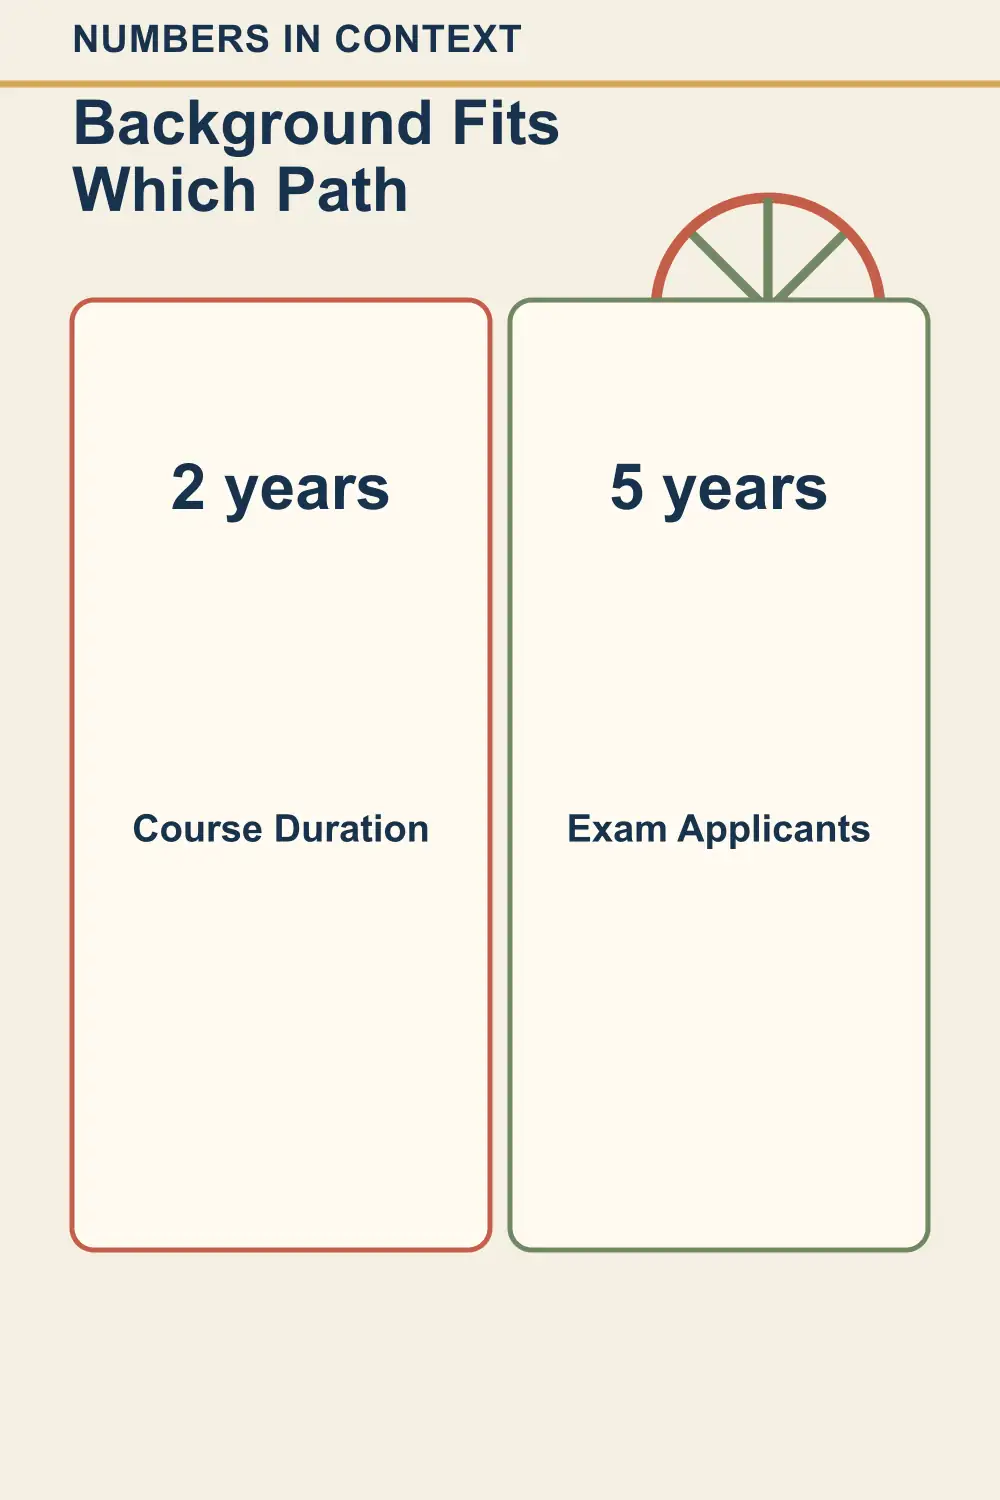 NUMBERS IN CONTEXT
Background Fits
Which Path
2 years
5 years
Course Duration
Exam Applicants